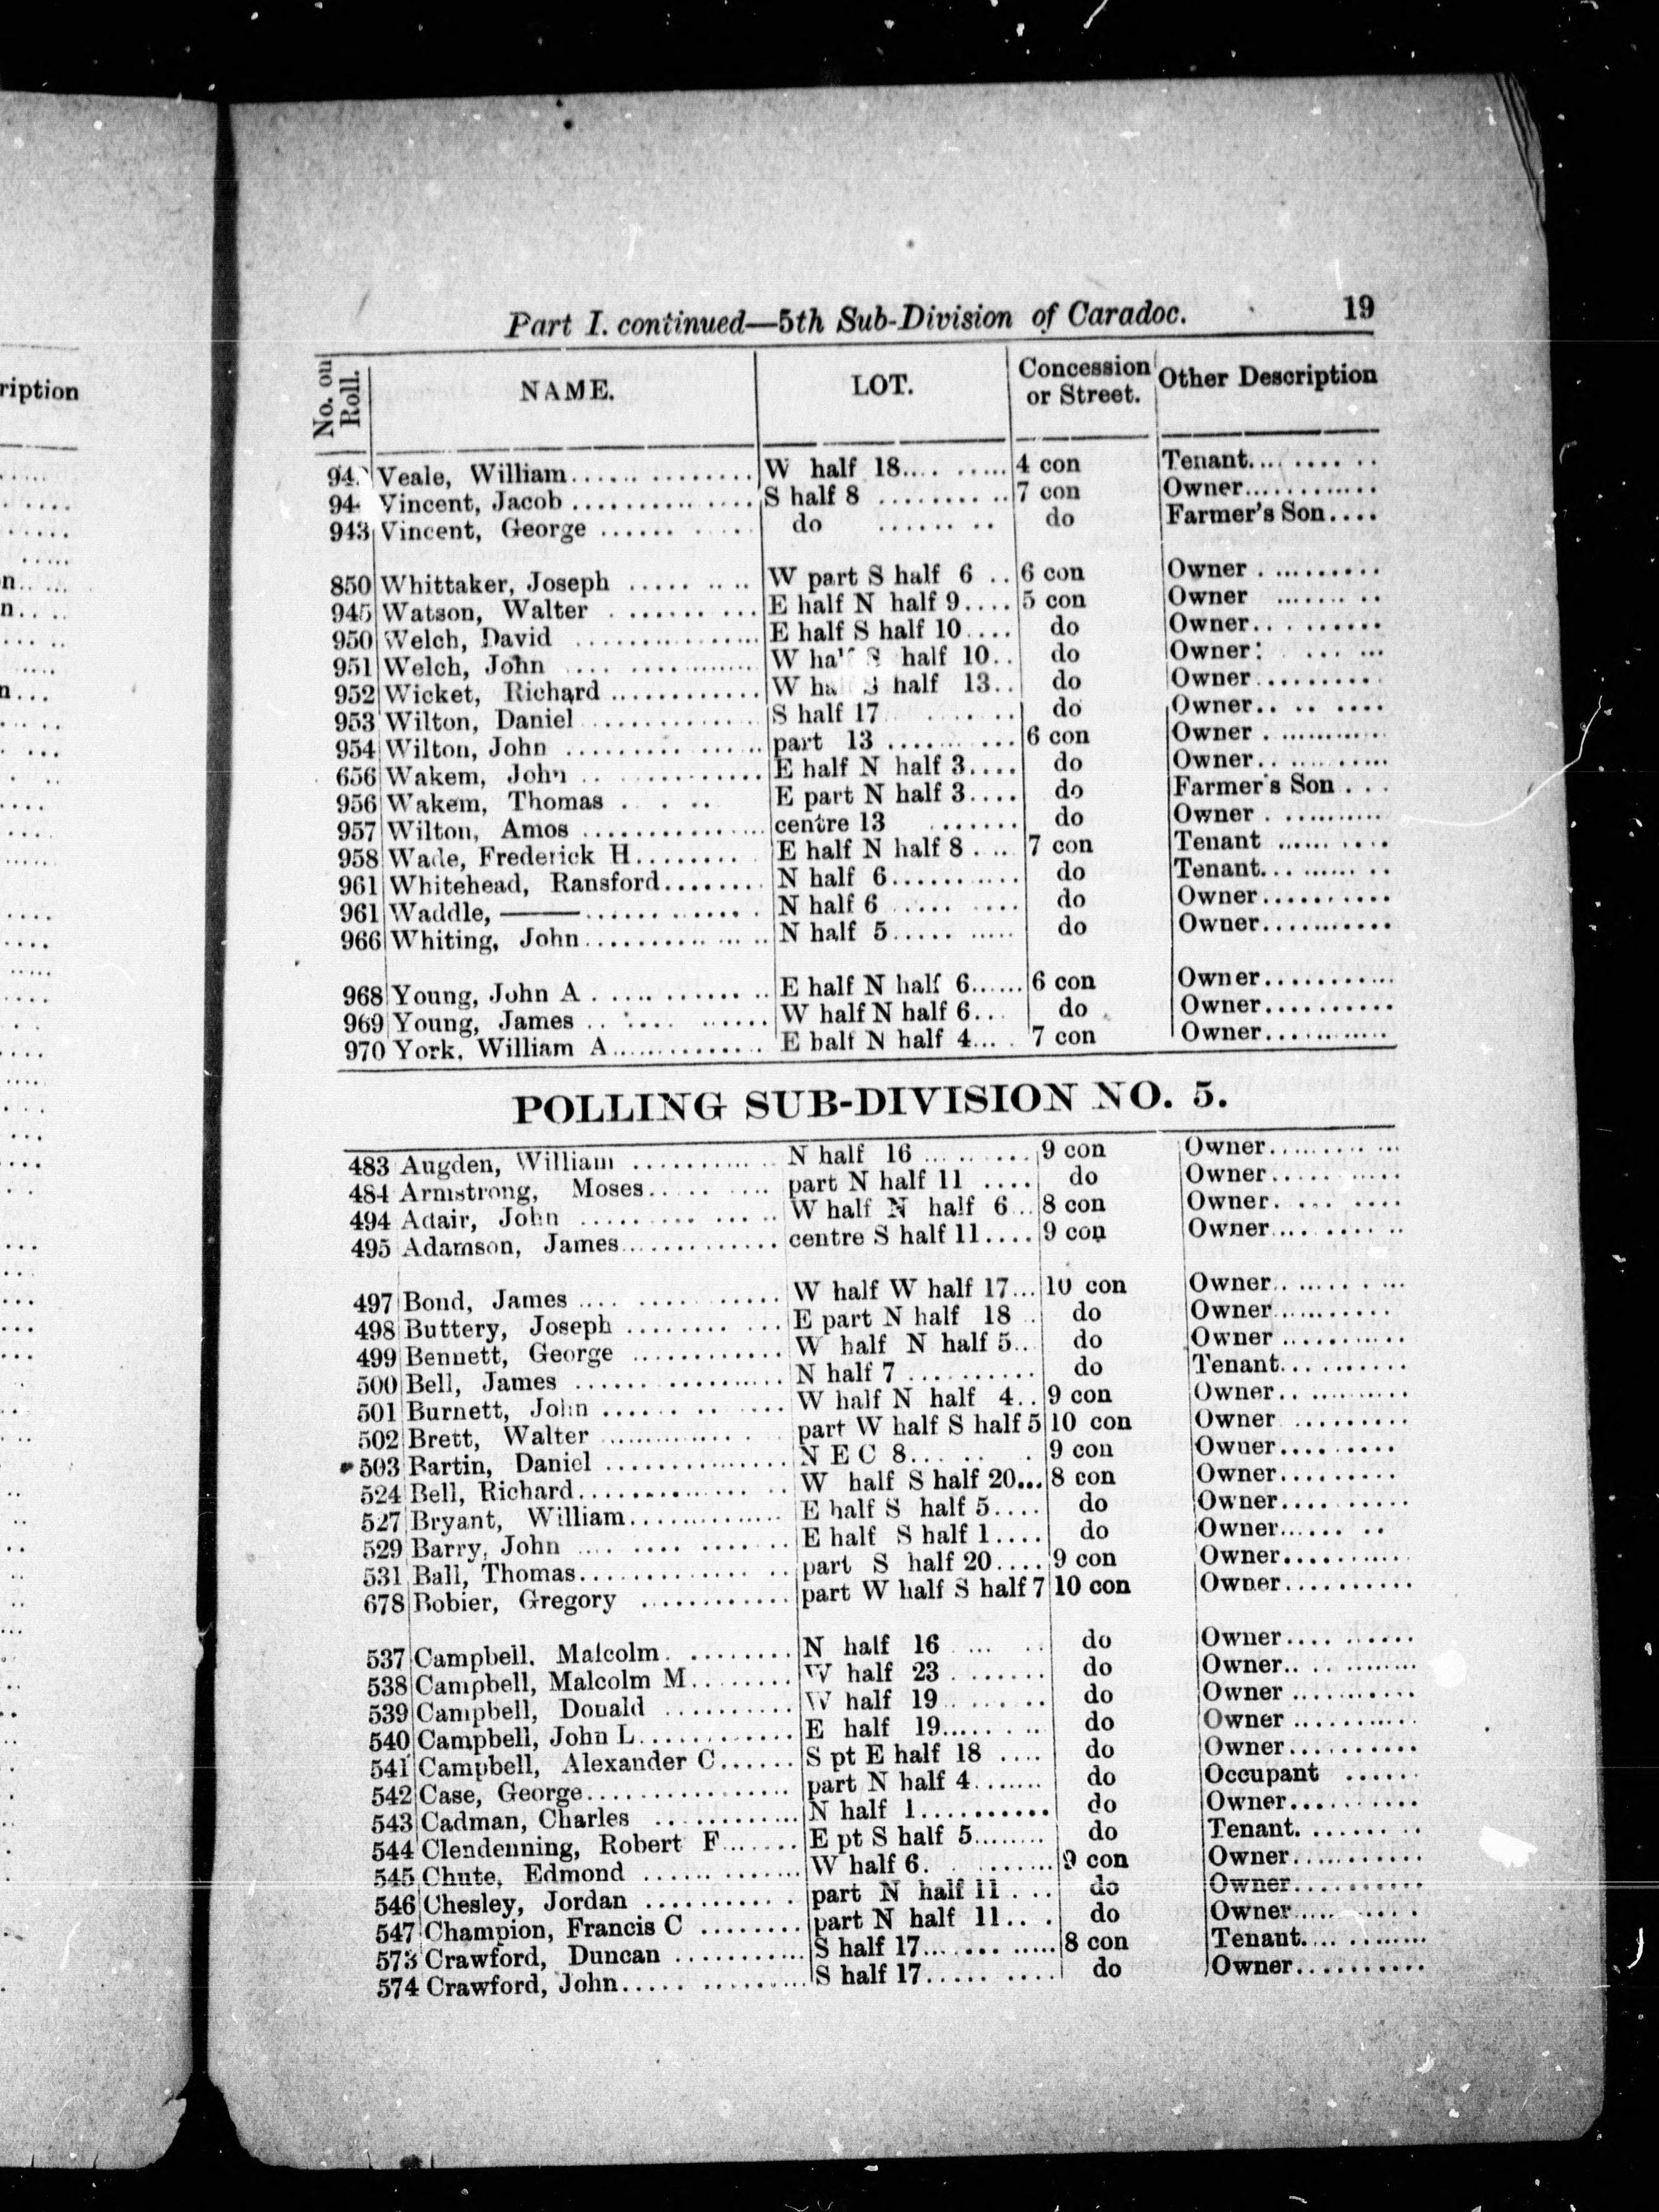 ription
Part I. continued—5th Sub-Division of Caradoc. 19
No. on Roll. NAME. LOT. Concession or Street. Other Description
Veale, William W half 18 4 con Tenant
Vincent, Jacob S half 8 7 con Owner
943 Vincent, George do do Farmer's Son
850 Whittaker, Joseph W part S half 6 6 con Owner
945 Watson, Walter E half N half 9 5 con Owner
950 Welch, David E half S half 10 do Owner
951 Welch, John W half S half 10 do Owner
952 Wicket, Richard W half 13 do Owner
953 Wilton, Daniel S half 17 do Owner
954 Wilton, John part 13 6 con Owner
656 Wakem, John E half N half 3 do Owner
956 Wakem, Thomas E part N half 3 do Farmer's Son
957 Wilton, Amos centre 13 do Owner
958 Wade, Frederick H E half N half 8 7 con Tenant
961 Whitehead, Ransford N half 6 do Tenant
961 Waddle, —— N half 6 do Owner
966 Whiting, John N half 5 do Owner
968 Young, John A E half N half 6 6 con Owner
969 Young, James W half N half 6 do Owner
970 York, William A E half N half 4 7 con Owner
POLLING SUB-DIVISION NO. 5.
483 Augden, William N half 16 9 con Owner
484 Armstrong, Moses part N half 11 do Owner
494 Adair, John W half N half 6 8 con Owner
495 Adamson, James centre S half 11 9 con Owner
497 Bond, James W half W half 17 10 con Owner
498 Buttery, Joseph E part N half 18 do Owner
499 Bennett, George W half N half 5 do Owner
500 Bell, James N half 7 do Tenant
501 Burnett, John W half N half 4 9 con Owner
502 Brett, Walter part W half S half 5 10 con Owner
503 Bartin, Daniel N E C 8 9 con Owner
524 Bell, Richard W half S half 20 8 con Owner
527 Bryant, William E half S half 5 do Owner
529 Barry, John E half S half 1 do Owner
531 Ball, Thomas part S half 20 9 con Owner
678 Bobier, Gregory part W half S half 7 10 con Owner
537 Campbell, Malcolm N half 16 do Owner
538 Campbell, Malcolm M W half 23 do Owner
539 Campbell, Donald W half 19 do Owner
540 Campbell, John L E half 19 do Owner
541 Campbell, Alexander C S pt E half 18 do Owner
542 Case, George part N half 4 do Occupant
543 Cadman, Charles N half 1 do Owner
544 Clendenning, Robert F E pt S half 5 do Tenant
545 Chute, Edmond W half 6 9 con Owner
546 Chesley, Jordan part N half 11 do Owner
547 Champion, Francis C part N half 11 do Owner
573 Crawford, Duncan S half 17 8 con Tenant
574 Crawford, John S half 17 do Owner